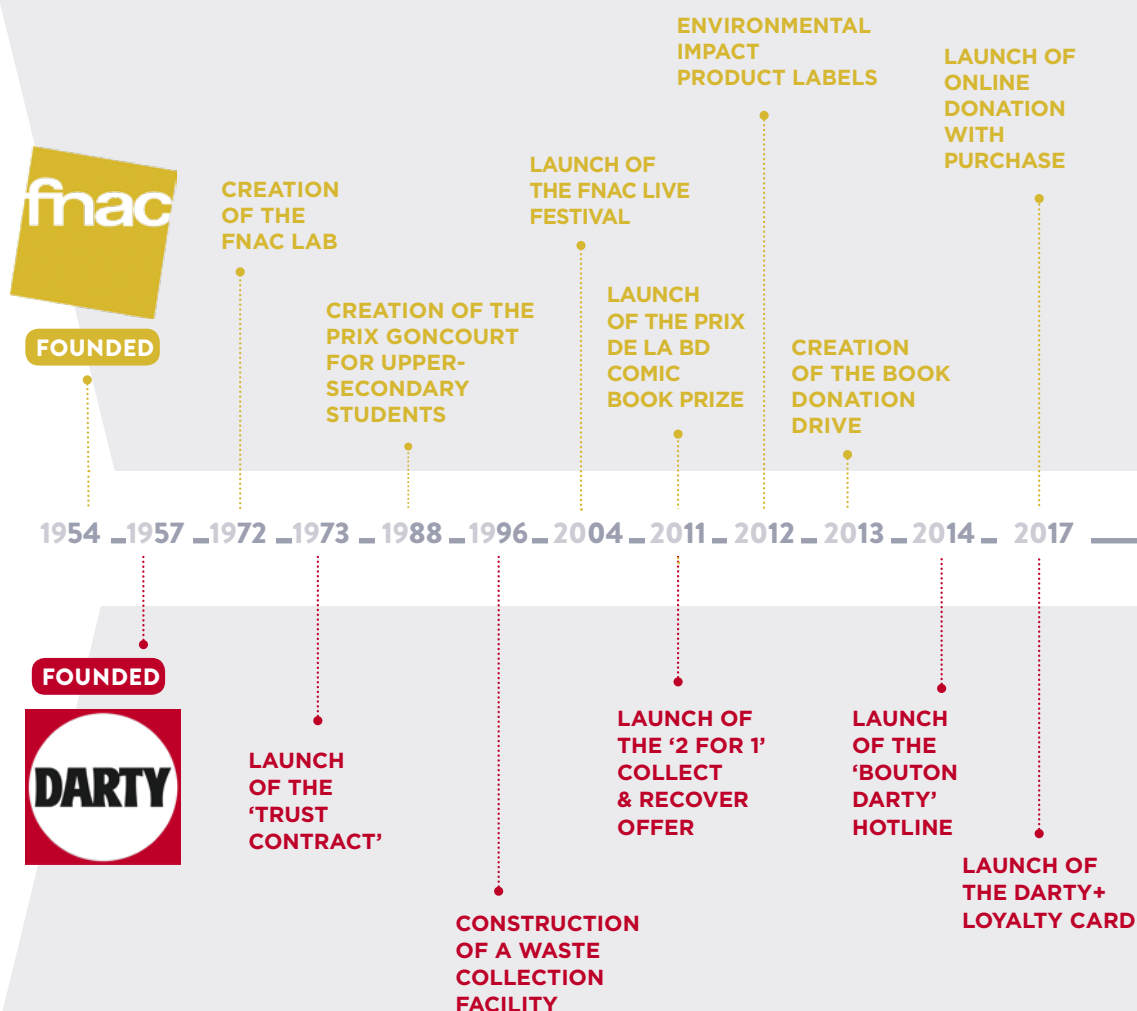 ENVIRONMENTAL
IMPACT
PRODUCT LABELS
LAUNCH OF
ONLINE
DONATION
WITH
PURCHASE
LAUNCH OF
THE FNAC LIVE
FESTIVAL
fnac
CREATION
OF THE
FNAC LAB
LAUNCH
OF THE PRIX
DE LA BD
COMIC
BOOK PRIZE
CREATION OF THE
PRIX GONCOURT
FOR UPPER-
SECONDARY
STUDENTS
FOUNDED
CREATION
OF THE BOOK
DONATION
DRIVE
1954 _1957 _1972 _1973 _ 1988 _ 1996 _ 2004 _ 2011 _ 2012 _ 2013 _ 2014 _ 2017
FOUNDED
DARTY
LAUNCH
OF THE
‘TRUST
CONTRACT’
LAUNCH OF
THE ‘2 FOR 1’
COLLECT
& RECOVER
OFFER
LAUNCH
OF THE
‘BOUTON
DARTY’
HOTLINE
LAUNCH OF
THE DARTY+
LOYALTY CARD
CONSTRUCTION
OF A WASTE
COLLECTION
FACILITY